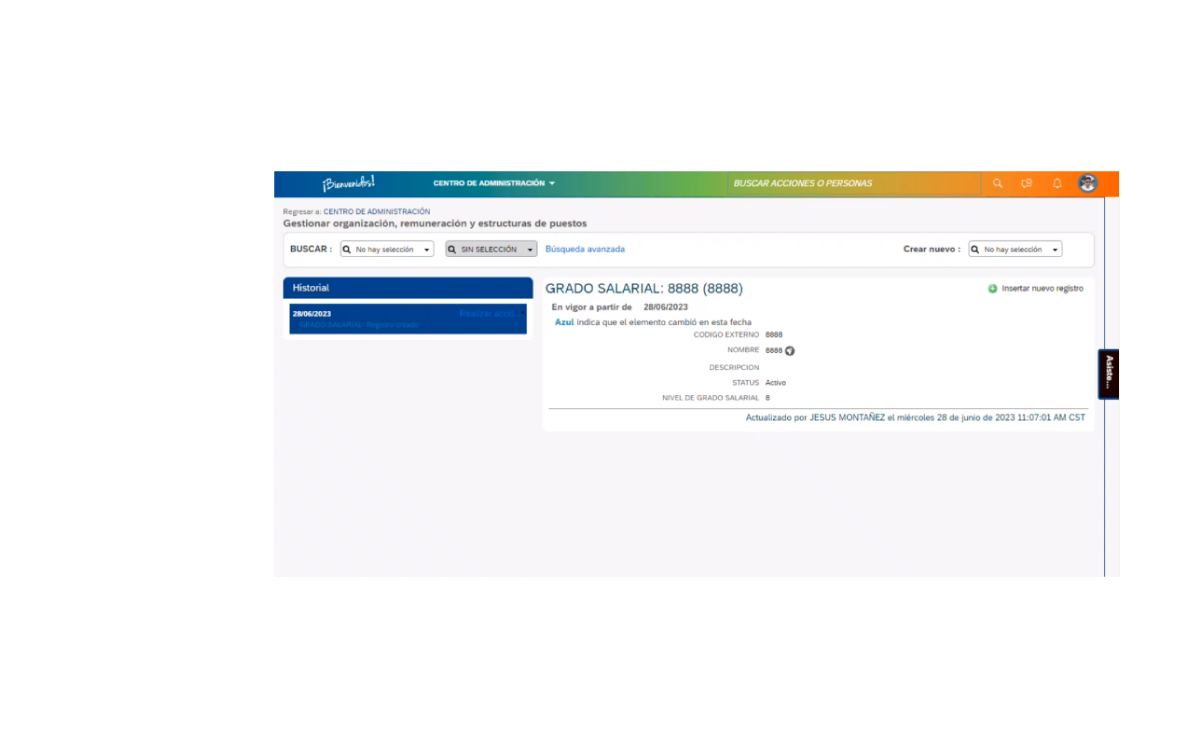 ¡Bienvenidos!
CENTRO DE ADMINISTRACIÓN
BUSCAR ACCIONES O PERSONAS
Regresar a: CENTRO DE ADMINISTRACIÓN
Gestionar organización, remuneración y estructuras de puestos
BUSCAR : No hay selección SIN SELECCIÓN Búsqueda avanzada Crear nuevo : No hay selección
Historial
28/06/2023 Realizar acció
GRADO SALARIAL: Registro creado
GRADO SALARIAL: 8888 (8888) Insertar nuevo registro
En vigor a partir de 28/06/2023
Azul indica que el elemento cambió en esta fecha
CODIGO EXTERNO 8888
NOMBRE 8888
DESCRIPCION
STATUS Activo
NIVEL DE GRADO SALARIAL 8
Actualizado por JESUS MONTAÑEZ el miércoles 28 de junio de 2023 11:07:01 AM CST
Asiste...